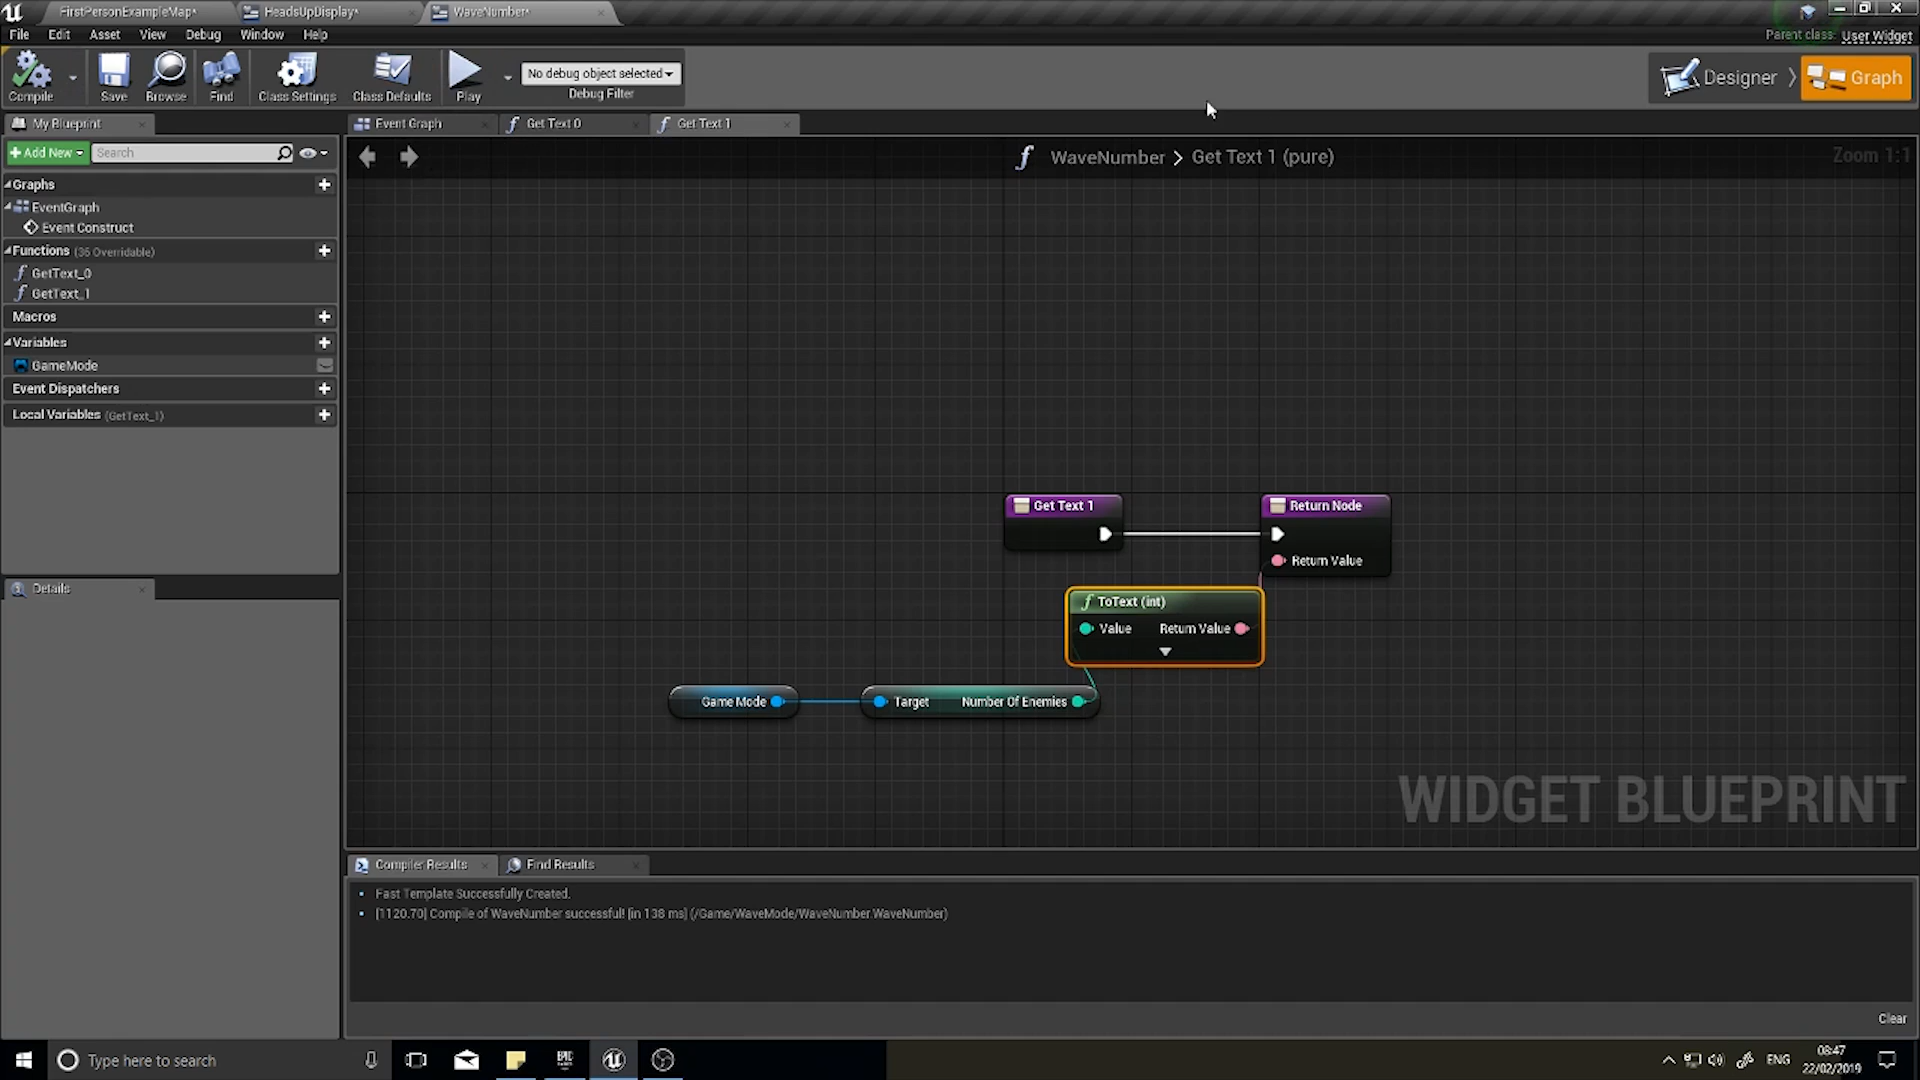 FirstPersonExampleMap*
HeadsUpDisplay*
WaveNumber*
File Edit Asset View Debug Window Help
Parent class: User Widget
Compile
Save
Browse
Find
Class Settings
Class Defaults
Play
No debug object selected
Debug Filter
Designer
Graph
My Blueprint
Event Graph
Get Text 0
Get Text 1
Add New
Search
WaveNumber > Get Text 1 (pure)
Zoom 1:1
Graphs
EventGraph
Event Construct
Functions (35 Overridable)
GetText_0
GetText_1
Macros
Variables
GameMode
Event Dispatchers
Local Variables (GetText_1)
Get Text 1
Return Node
Return Value
ToText (int)
Value Return Value
Game Mode
Target Number Of Enemies
WIDGET BLUEPRINT
Details
Compiler Results
Find Results
Fast Template Successfully Created.
[1120.70] Compile of WaveNumber successful! [in 138 ms] (/Game/WaveMode/WaveNumber.WaveNumber)
Clear
Type here to search
EPIC GAMES
ENG
08:47
22/02/2019